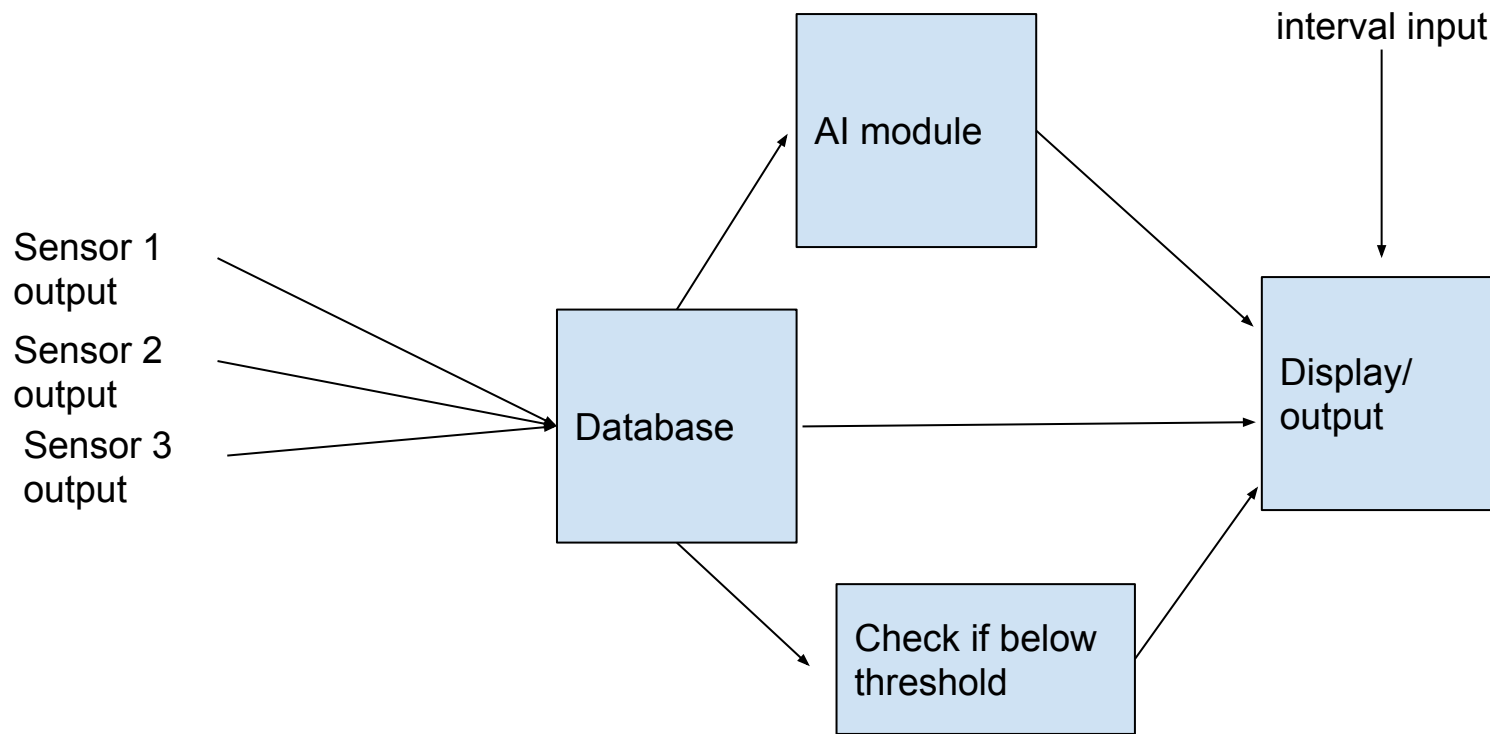 interval input
AI module
Sensor 1
output
Sensor 2
output
Sensor 3
output
Database
Display/
output
Check if below
threshold